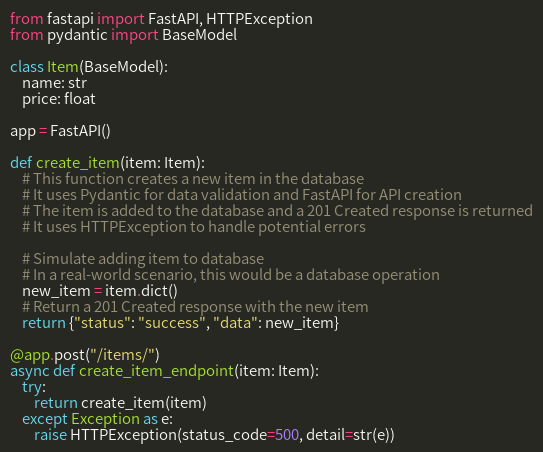 from fastapi import FastAPI, HTTPException
from pydantic import BaseModel

class Item(BaseModel):
    name: str
    price: float

app = FastAPI()

def create_item(item: Item):
    # This function creates a new item in the database
    # It uses Pydantic for data validation and FastAPI for API creation
    # The item is added to the database and a 201 Created response is returned
    # It uses HTTPException to handle potential errors

    # Simulate adding item to database
    # In a real-world scenario, this would be a database operation
    new_item = item.dict()
    # Return a 201 Created response with the new item
    return {"status": "success", "data": new_item}

@app.post("/items/")
async def create_item_endpoint(item: Item):
    try:
        return create_item(item)
    except Exception as e:
        raise HTTPException(status_code=500, detail=str(e))